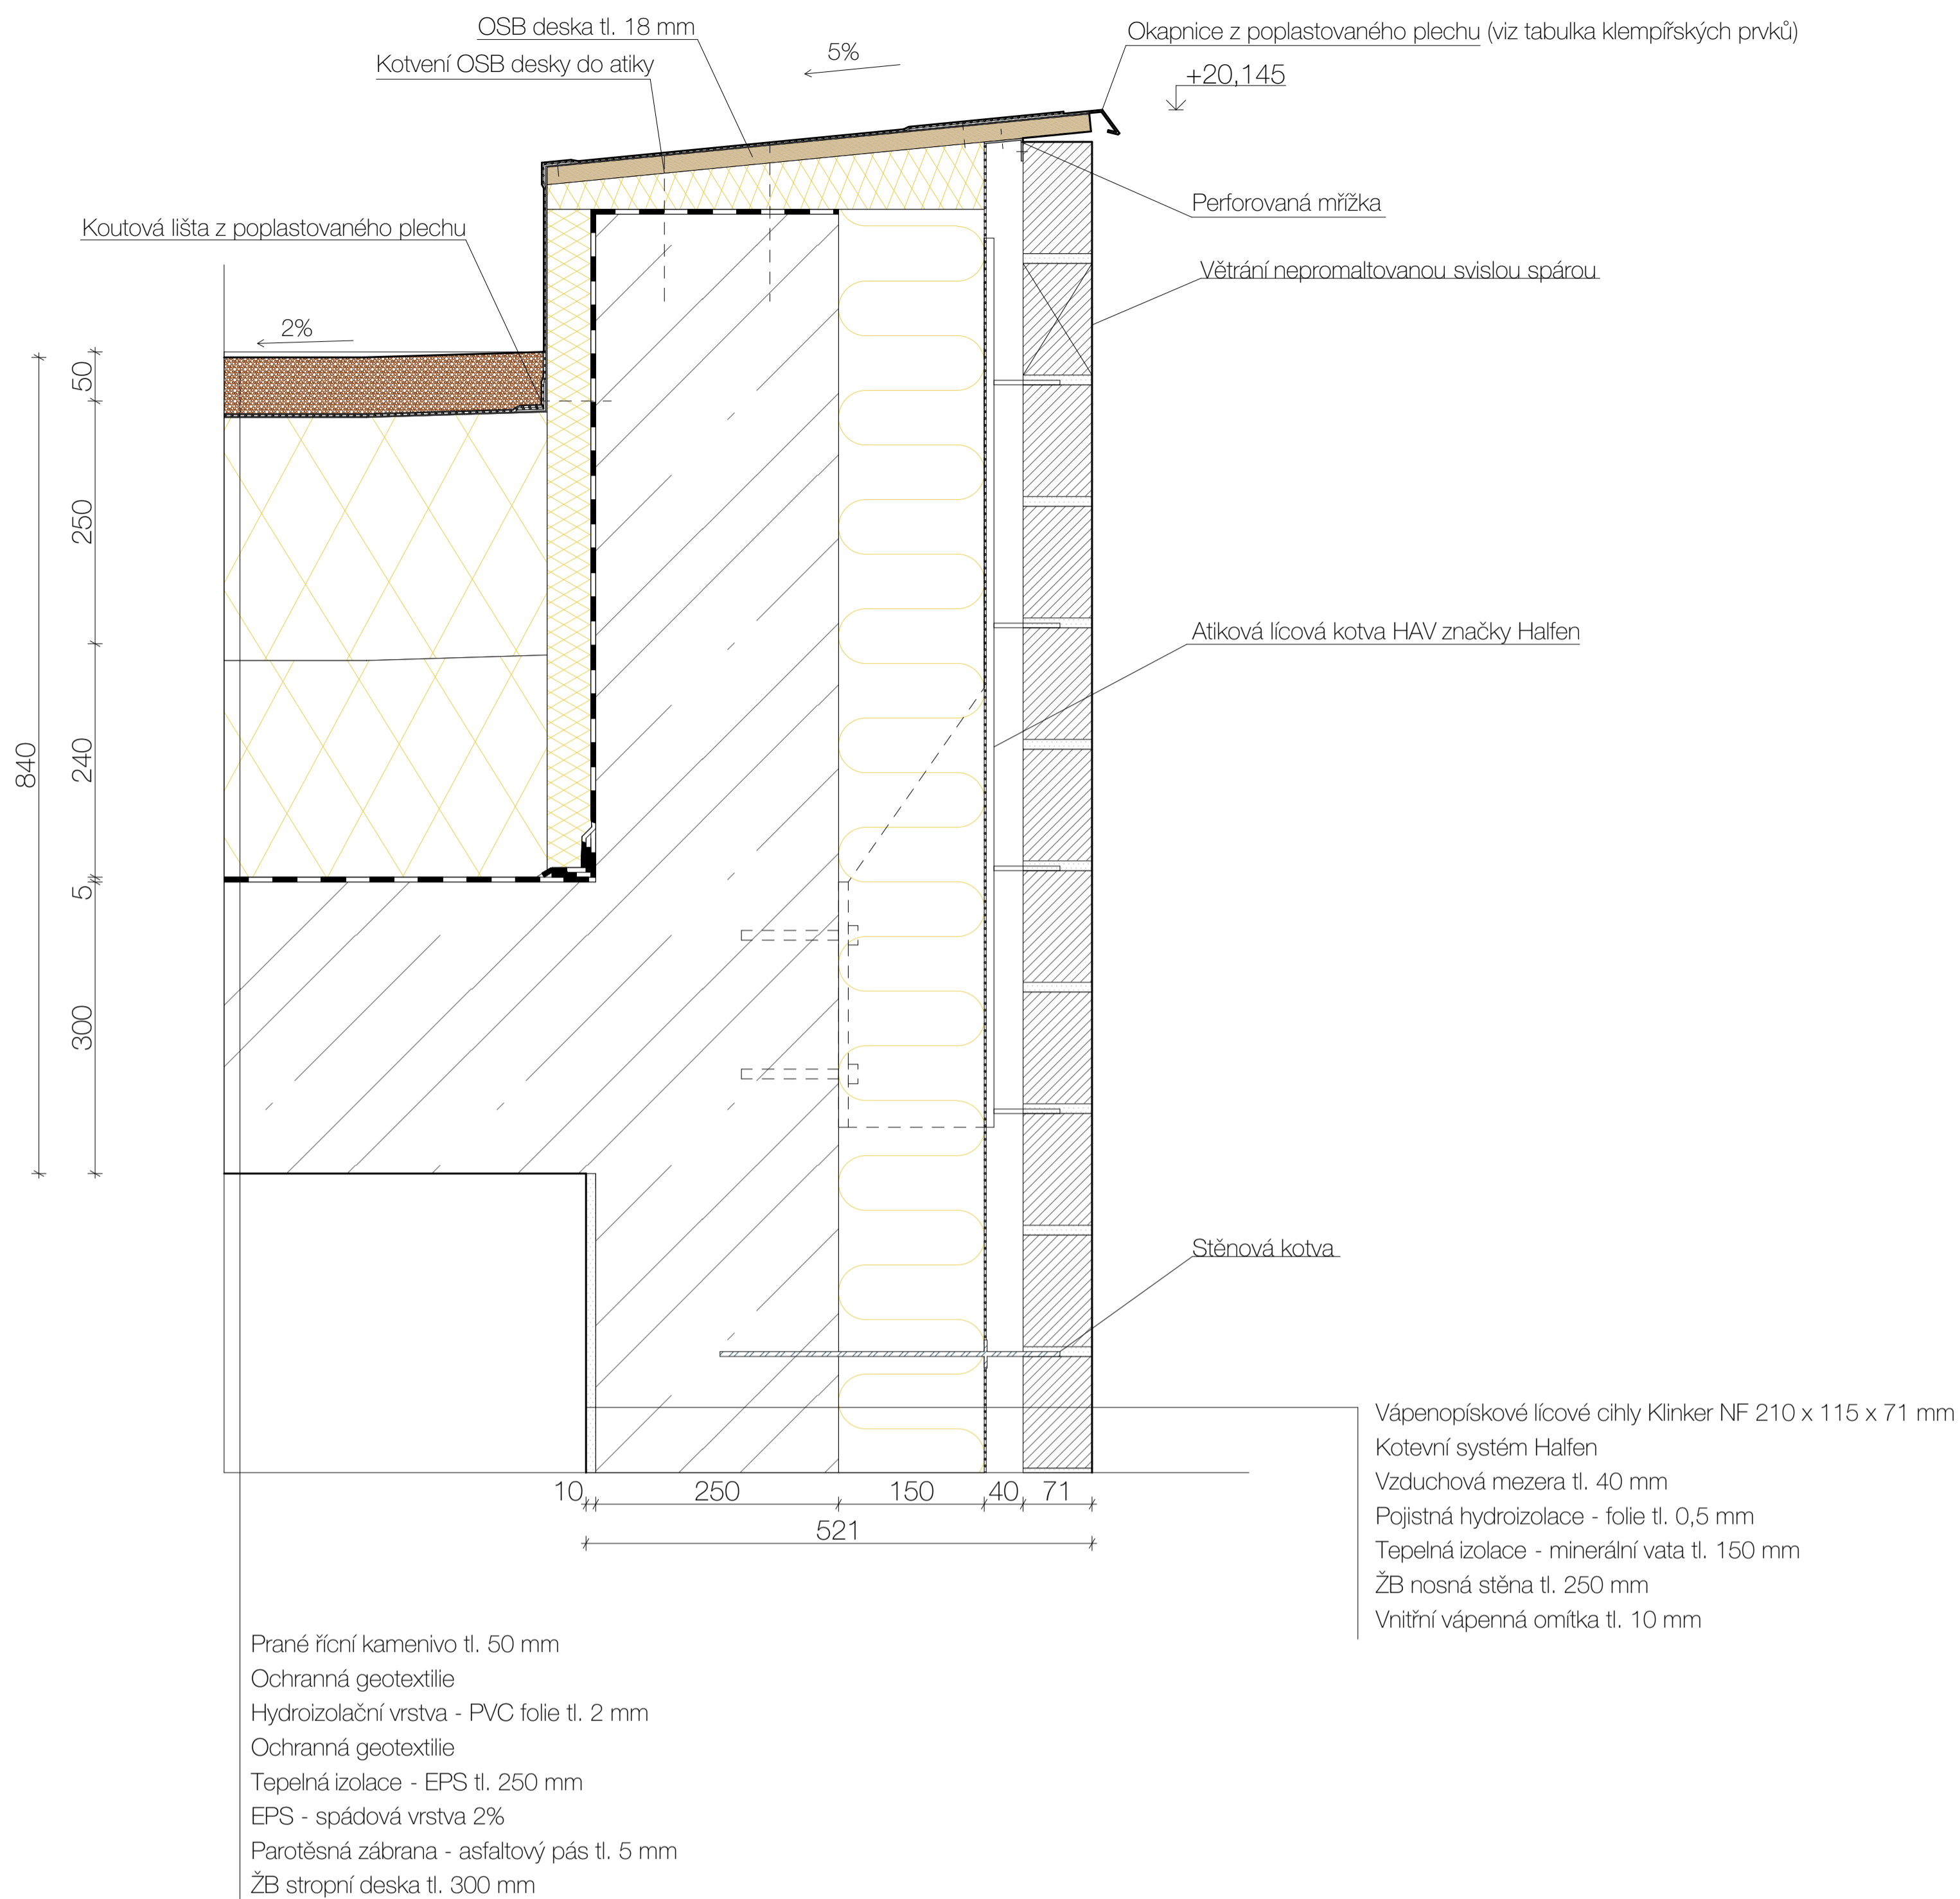 OSB deska tl. 18 mm
Okapnice z poplastovaného plechu (viz tabulka klempířských prvků)
5%
Kotvení OSB desky do atiky
+20,145
Perforovaná mřížka
Koutová lišta z poplastovaného plechu
Větrání nepromaltovanou svislou spárou
2%
50
250
Atiková lícová kotva HAV značky Halfen
840
240
5
300
Stěnová kotva
10
250
150
40
71
521
Vápenopískové lícové cihly Klinker NF 210 x 115 x 71 mm
Kotevní systém Halfen
Vzduchová mezera tl. 40 mm
Pojistná hydroizolace - folie tl. 0,5 mm
Tepelná izolace - minerální vata tl. 150 mm
ŽB nosná stěna tl. 250 mm
Vnitřní vápenná omítka tl. 10 mm
Prané řícní kamenivo tl. 50 mm
Ochranná geotextilie
Hydroizolační vrstva - PVC folie tl. 2 mm
Ochranná geotextilie
Tepelná izolace - EPS tl. 250 mm
EPS - spádová vrstva 2%
Parotěsná zábrana - asfaltový pás tl. 5 mm
ŽB stropní deska tl. 300 mm